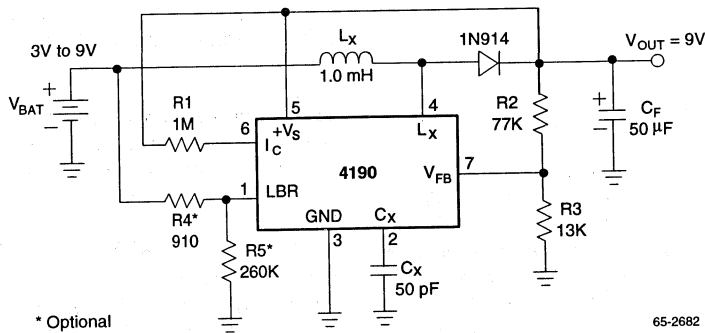 3V to 9V
VBAT
+
−
LX
1.0 mH
1N914
VOUT = 9V
+
−
CF
50 µF
R1
1M
R2
77K
R3
13K
R4*
910
R5*
260K
5
4
6
7
1
3
2
+VS
LX
IC
4190
VFB
LBR
GND
CX
CX
50 pF
* Optional
65-2682